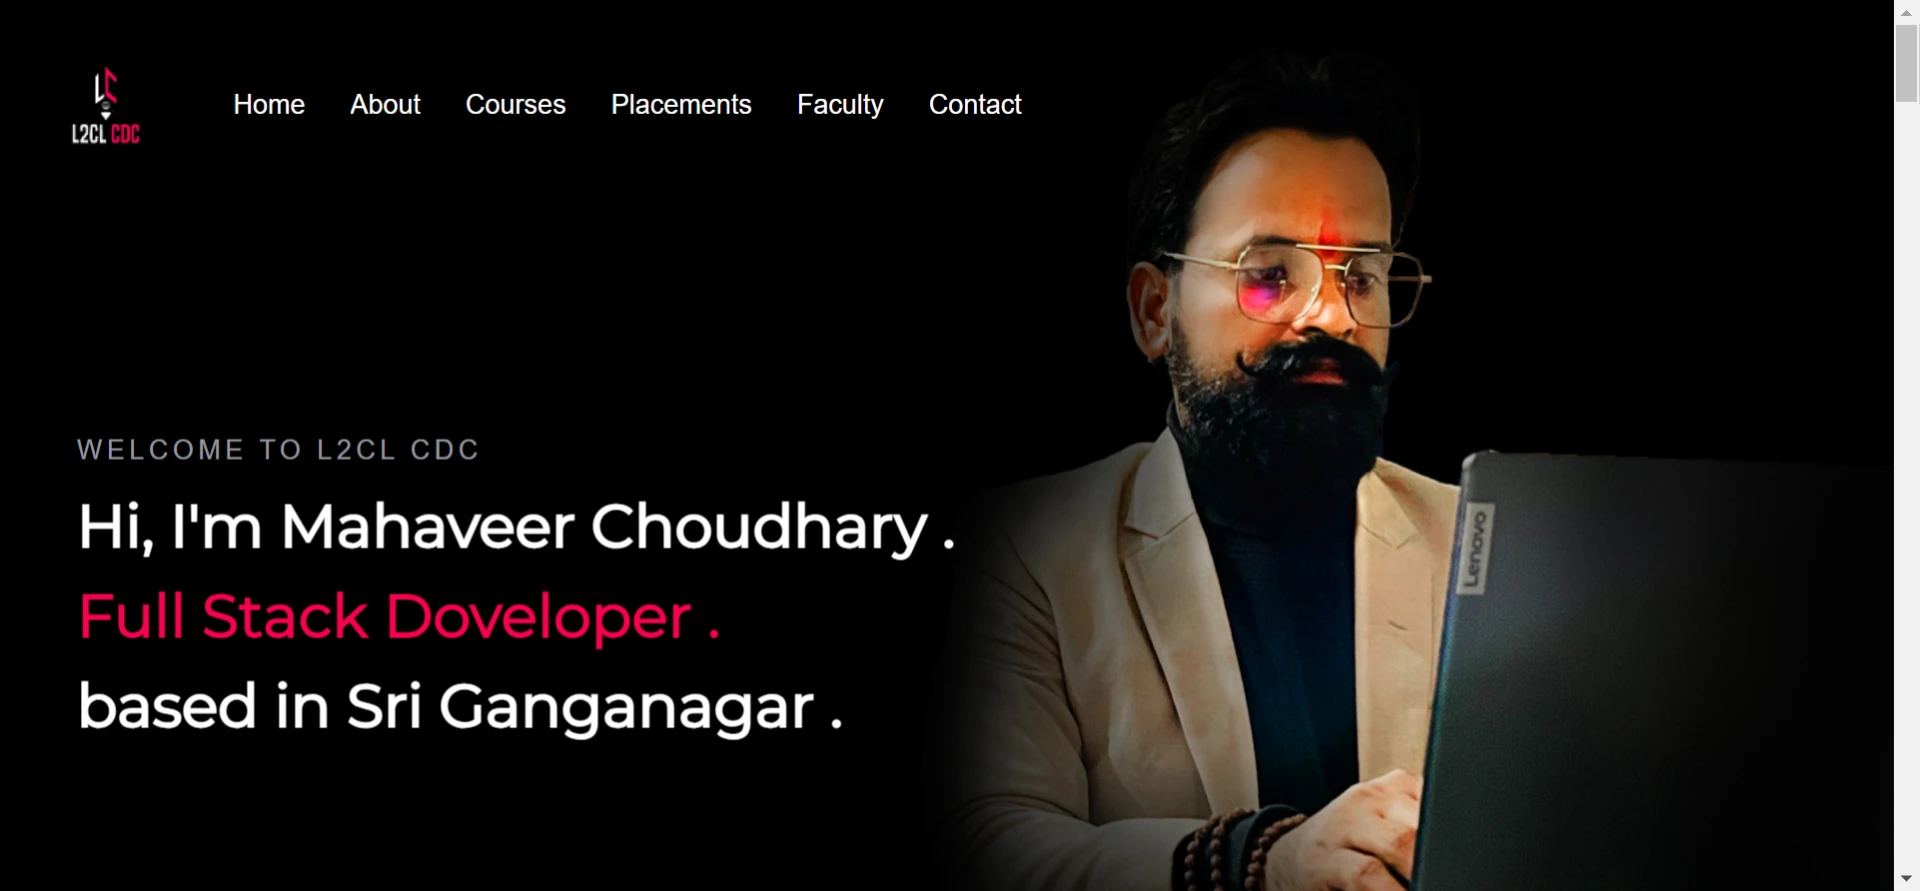 L2CL CDC
Home About Courses Placements Faculty Contact
WELCOME TO L2CL CDC
Hi, I'm Mahaveer Choudhary .
Full Stack Doveloper .
based in Sri Ganganagar .
Lenovo